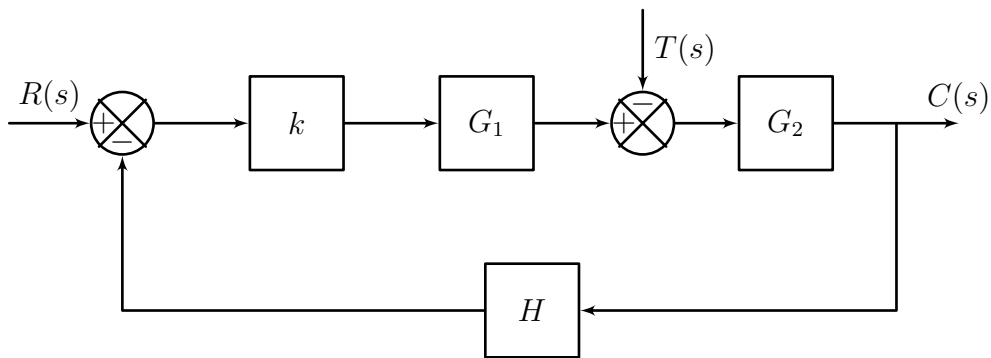 T(s)
R(s)
C(s)
+
−
k
G₁
+
−
G₂
H